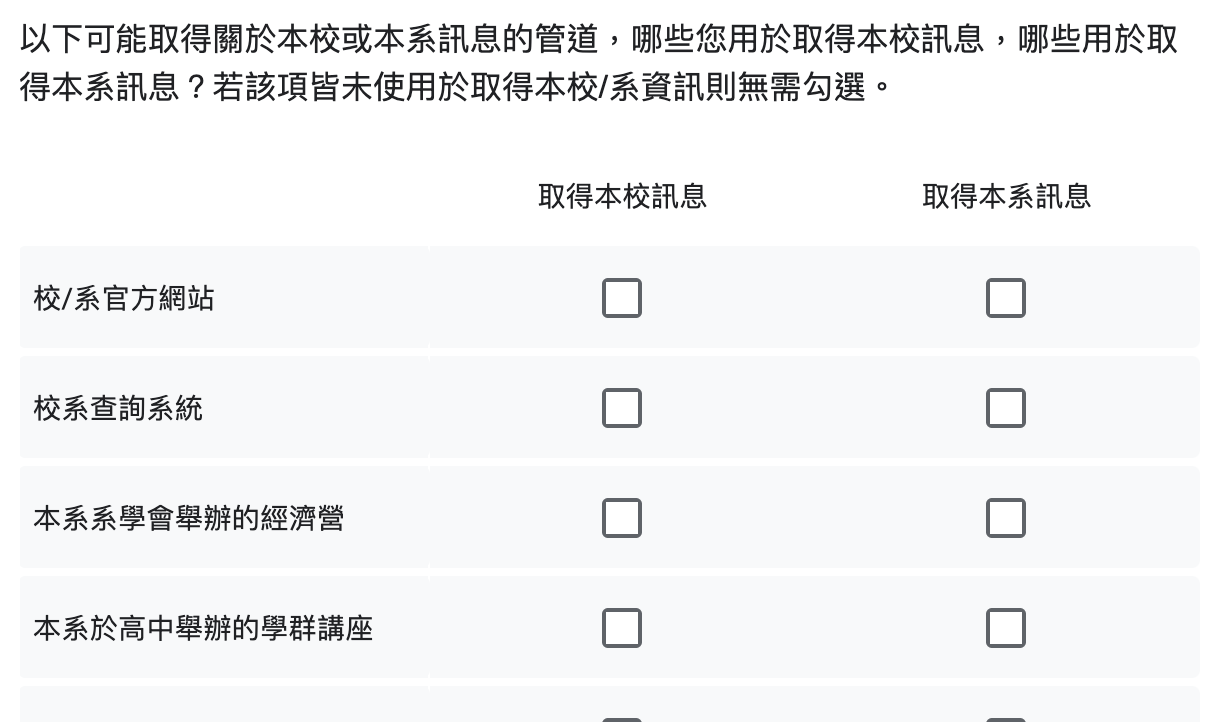 以下可能取得關於本校或本系訊息的管道，哪些您用於取得本校訊息，哪些用於取
得本系訊息？若該項皆未使用於取得本校/系資訊則無需勾選。
取得本校訊息 取得本系訊息
校/系官方網站
校系查詢系統
本系系學會舉辦的經濟營
本系於高中舉辦的學群講座